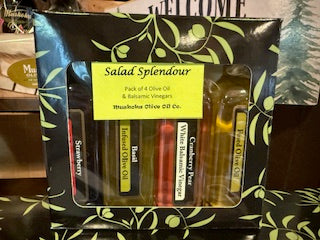 WELCOME
Salad Splendour
Pack of 4 Olive Oil
& Balsamic Vinegars
Muskoka Olive Oil Co.
Strawberry
Basil
Infused Olive Oil
Cranberry Pear
White Balsamic Vinegar
Olive Oil